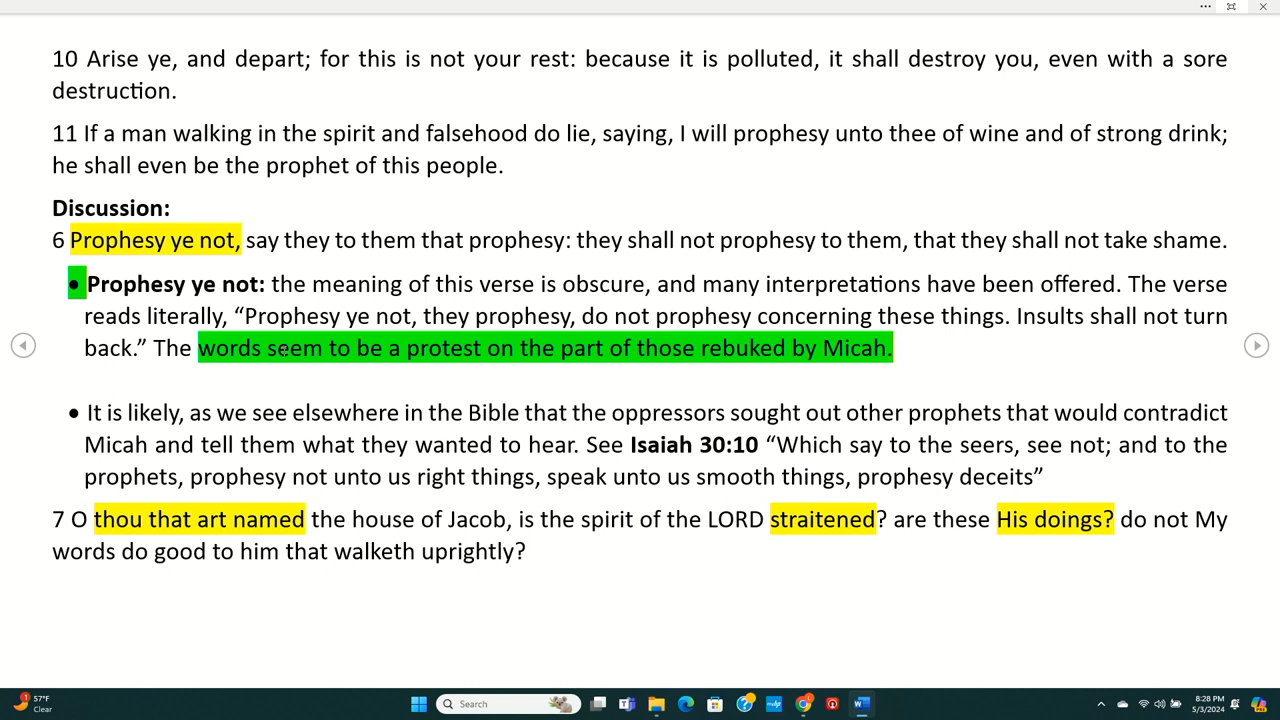 10 Arise ye, and depart; for this is not your rest: because it is polluted, it shall destroy you, even with a sore
destruction.
11 If a man walking in the spirit and falsehood do lie, saying, I will prophesy unto thee of wine and of strong drink;
he shall even be the prophet of this people.
Discussion:
6 Prophesy ye not, say they to them that prophesy: they shall not prophesy to them, that they shall not take shame.
• Prophesy ye not: the meaning of this verse is obscure, and many interpretations have been offered. The verse
reads literally, “Prophesy ye not, they prophesy, do not prophesy concerning these things. Insults shall not turn
back.” The words seem to be a protest on the part of those rebuked by Micah.
• It is likely, as we see elsewhere in the Bible that the oppressors sought out other prophets that would contradict
Micah and tell them what they wanted to hear. See Isaiah 30:10 “Which say to the seers, see not; and to the
prophets, prophesy not unto us right things, speak unto us smooth things, prophesy deceits”
7 O thou that art named the house of Jacob, is the spirit of the LORD straitened? are these His doings? do not My
words do good to him that walketh uprightly?
1
57°F
Clear
Search
8:28 PM
5/3/2024